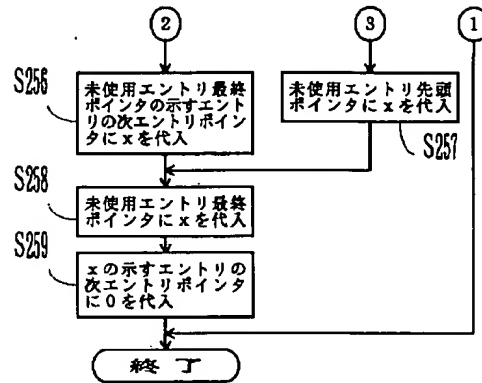 2
3
1
S256
未使用エントリ最終
ポインタの示すエント
リの次エントリポイン
タにxを代入
未使用エントリ先頭
ポインタにxを代入
S257
S258
未使用エントリ最終
ポインタにxを代入
S259
xの示すエントリの
次エントリポインタ
に0を代入
終了